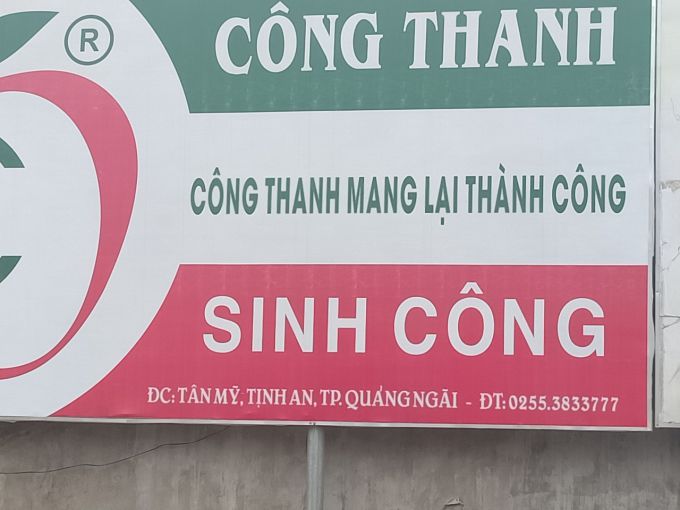 ®
CÔNG THANH
CÔNG THANH MANG LẠI THÀNH CÔNG
SINH CÔNG
ĐC: TÂN MỸ, TỊNH AN, TP. QUẢNG NGÃI - ĐT: 0255.3833777